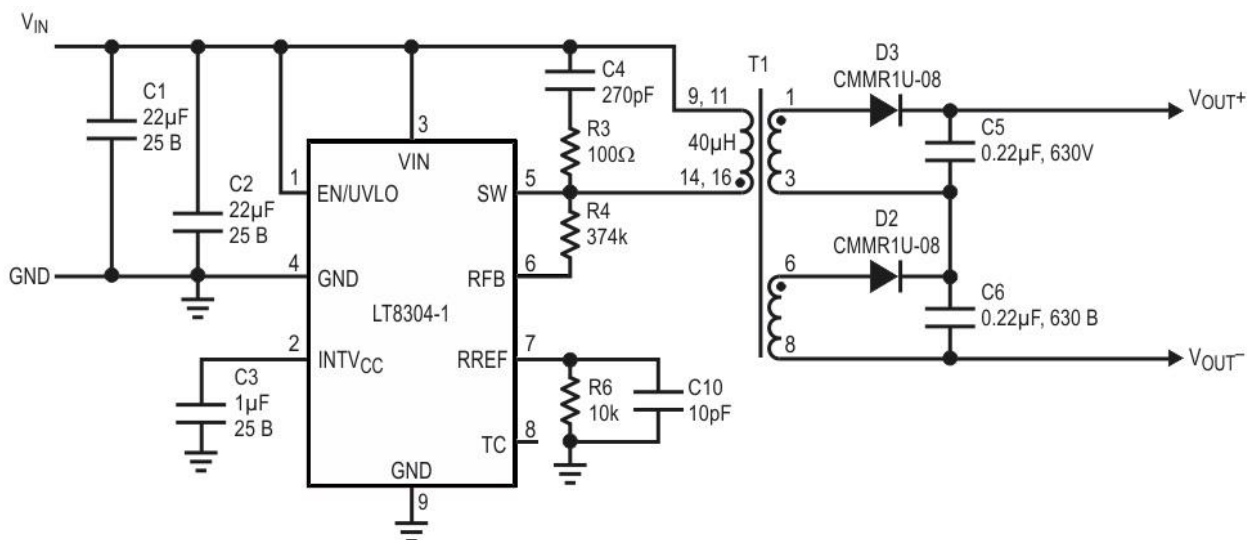 VIN
C1
22µF
25 B
C2
22µF
25 B
GND
1
EN/UVLO
3
VIN
4
GND
2
INTVCC
C3
1µF
25 B
LT8304-1
5
SW
6
RFB
7
RREF
8
TC
GND
9
C4
270pF
R3
100Ω
R4
374k
R6
10k
C10
10pF
T1
9, 11
40µH
14, 16
1
3
6
8
D3
CMMR1U-08
D2
CMMR1U-08
C5
0.22µF, 630V
C6
0.22µF, 630 B
VOUT+
VOUT–